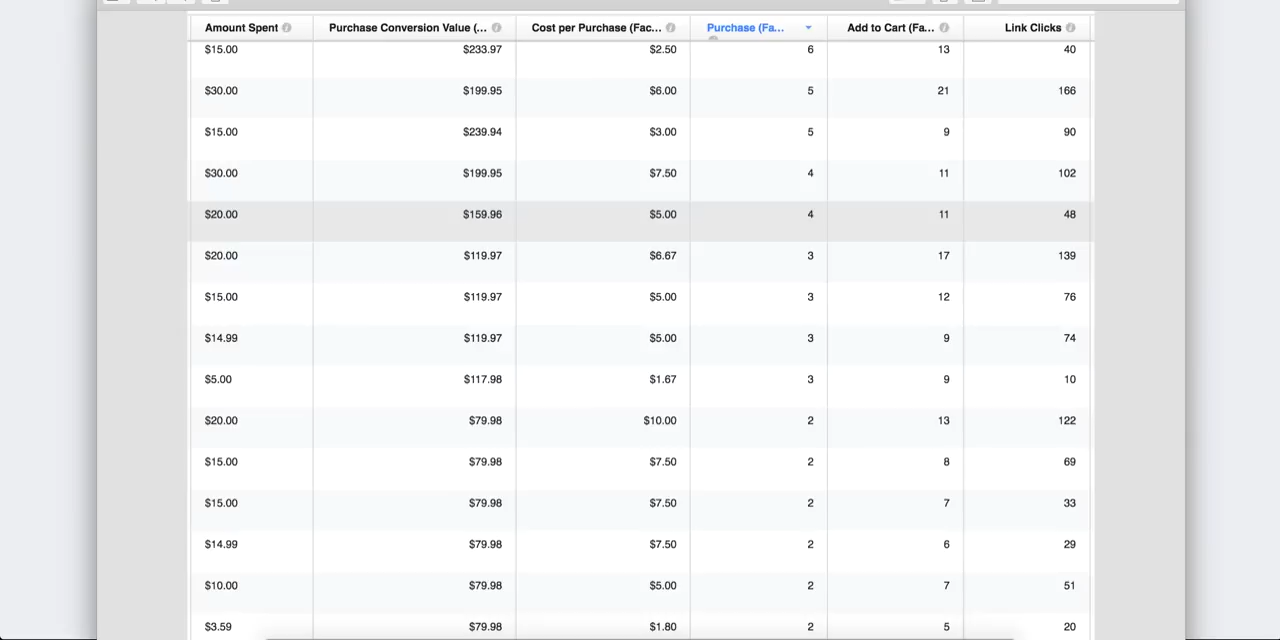 Amount Spent Purchase Conversion Value (... Cost per Purchase (Fac... Purchase (Fa... Add to Cart (Fa... Link Clicks
$15.00 $233.97 $2.50 6 13 40
$30.00 $199.95 $6.00 5 21 166
$15.00 $239.94 $3.00 5 9 90
$30.00 $199.95 $7.50 4 11 102
$20.00 $159.96 $5.00 4 11 48
$20.00 $119.97 $6.67 3 17 139
$15.00 $119.97 $5.00 3 12 76
$14.99 $119.97 $5.00 3 9 74
$5.00 $117.98 $1.67 3 9 10
$20.00 $79.98 $10.00 2 13 122
$15.00 $79.98 $7.50 2 8 69
$15.00 $79.98 $7.50 2 7 33
$14.99 $79.98 $7.50 2 6 29
$10.00 $79.98 $5.00 2 7 51
$3.59 $79.98 $1.80 2 5 20